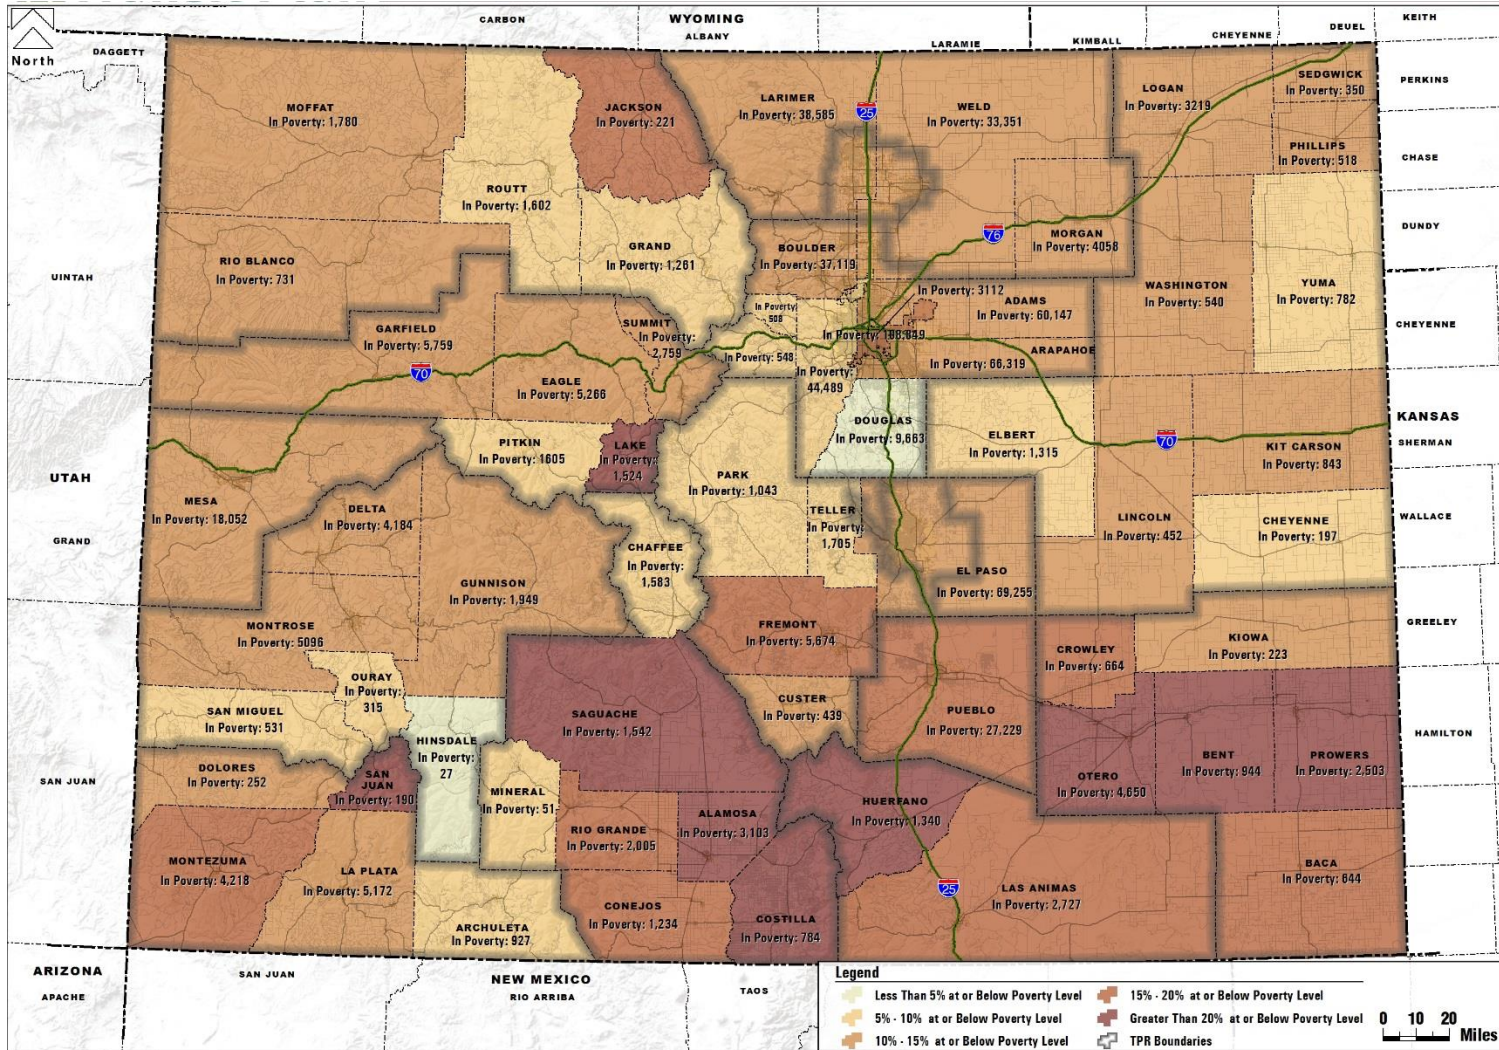 North
DAGGETT
CARBON
WYOMING
ALBANY
LARAMIE
KIMBALL
CHEYENNE
DEUEL
KEITH
PERKINS
CHASE
DUNDY
CHEYENNE
KANSAS
SHERMAN
WALLACE
GREELEY
HAMILTON
UINTAH
UTAH
GRAND
SAN JUAN
MOFFAT
In Poverty: 1,780
ROUTT
In Poverty: 1,602
JACKSON
In Poverty: 221
LARIMER
In Poverty: 38,585
25
WELD
In Poverty: 33,351
LOGAN
In Poverty: 3219
SEDGWICK
In Poverty: 350
PHILLIPS
In Poverty: 518
RIO BLANCO
In Poverty: 731
GRAND
In Poverty: 1,261
BOULDER
In Poverty: 37,119
76
MORGAN
In Poverty: 4058
WASHINGTON
In Poverty: 540
YUMA
In Poverty: 782
GARFIELD
In Poverty: 5,759
70
EAGLE
In Poverty: 5,266
SUMMIT
In Poverty:
2,759
In Poverty:
508
In Poverty: 548
In Poverty: 3112
ADAMS
In Poverty: 60,147
In Poverty:
ARAPAHOE
In Poverty: 66,319
In Poverty:
44,489
DOUGLAS
In Poverty: 9,663
ELBERT
In Poverty: 1,315
70
KIT CARSON
In Poverty: 843
PITKIN
In Poverty: 1605
LAKE
In Poverty:
1,524
PARK
In Poverty: 1,043
TELLER
In Poverty:
1,705
MESA
In Poverty: 18,052
DELTA
In Poverty: 4,184
GUNNISON
In Poverty: 1,949
CHAFFEE
In Poverty:
1,583
EL PASO
In Poverty: 69,255
LINCOLN
In Poverty: 452
CHEYENNE
In Poverty: 197
MONTROSE
In Poverty: 5096
FREMONT
In Poverty: 5,674
CROWLEY
In Poverty: 664
KIOWA
In Poverty: 223
OURAY
In Poverty:
315
SAN MIGUEL
In Poverty: 531
HINSDALE
In Poverty:
27
SAGUACHE
In Poverty: 1,542
CUSTER
In Poverty: 439
PUEBLO
In Poverty: 27,229
OTERO
In Poverty: 4,650
BENT
In Poverty: 944
PROWERS
In Poverty: 2,503
DOLORES
In Poverty: 252
SAN
JUAN
In Poverty: 190
MINERAL
In Poverty: 51
RIO GRANDE
In Poverty: 2,005
ALAMOSA
In Poverty: 3,103
HUERFANO
In Poverty: 1,340
MONTEZUMA
In Poverty: 4,218
LA PLATA
In Poverty: 5,172
ARCHULETA
In Poverty: 927
CONEJOS
In Poverty: 1,234
COSTILLA
In Poverty: 784
25
LAS ANIMAS
In Poverty: 2,727
BACA
In Poverty: 644
ARIZONA
APACHE
SAN JUAN
NEW MEXICO
RIO ARRIBA
TAOS
Legend
Less Than 5% at or Below Poverty Level
5% - 10% at or Below Poverty Level
10% - 15% at or Below Poverty Level
15% - 20% at or Below Poverty Level
Greater Than 20% at or Below Poverty Level
TPR Boundaries
0 10 20
Miles